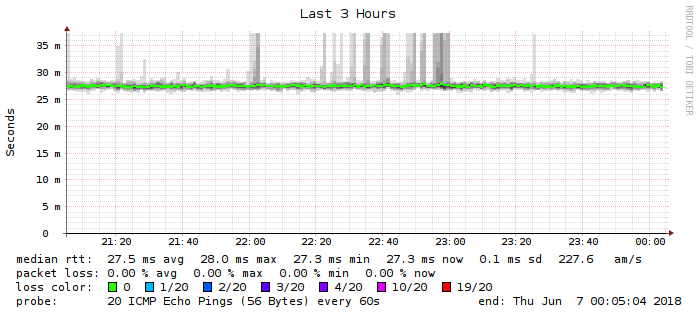 Last 3 Hours
RRDTOOL / TOBI OETIKER
Seconds
35 m
30 m
25 m
20 m
15 m
10 m
5 m
0
21:20 21:40 22:00 22:20 22:40 23:00 23:20 23:40 00:00
median rtt: 27.5 ms avg 28.0 ms max 27.3 ms min 27.3 ms now 0.1 ms sd 227.6 am/s
packet loss: 0.00 % avg 0.00 % max 0.00 % min 0.00 % now
loss color: 0 1/20 2/20 3/20 4/20 10/20 19/20
probe: 20 ICMP Echo Pings (56 Bytes) every 60s end: Thu Jun 7 00:05:04 2018